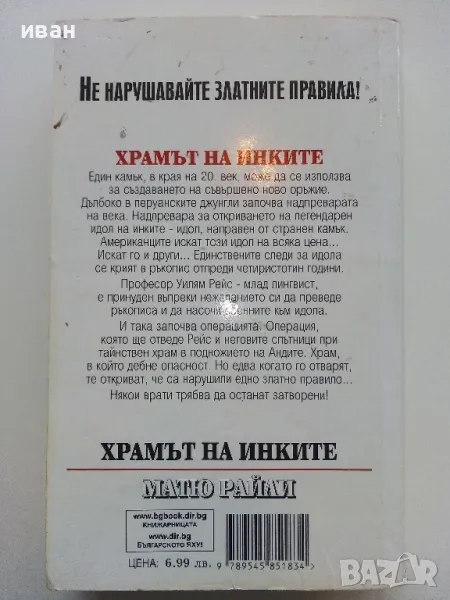 иван
НЕ НАРУШАВАЙТЕ ЗЛАТНИТЕ ПРАВИЛА!
ХРАМЪТ НА ИНКИТЕ
Един камък, в края на 20. век, може да се използва
за създаването на съвършено ново оръжие.
Дълбоко в перуанските джунгли започва надпреварата
на века. Надпревара за откриването на легендарен
идол на инките - идол, направен от странен камък.
Американците искат този идол на всяка цена...
Искат го и други... Единствените следи за идола
се крият в ръкопис отпреди четиристотин години.
Професор Уилям Рейс - млад лингвист,
е принуден въпреки нежеланието си да преведе
ръкописа и да насочи военните към идола.
И така започва операцията. Операция,
която ще отведе Рейс и неговите спътници при
тайнствен храм в подножието на Андите. Храм,
в който дебне опасност. Но едва когато го отварят,
те откриват, че са нарушили едно златно правило...
Някои врати трябва да останат затворени!
ХРАМЪТ НА ИНКИТЕ
МАТЮ РАЙЛИ
www.bgbook.dir.bg
КНИЖАРНИЦАТА
www.dir.bg
БЪЛГАРСКОТО ЯХУ!
ЦЕНА: 6.99 лв.
9 789545 851834 >
BAZAR